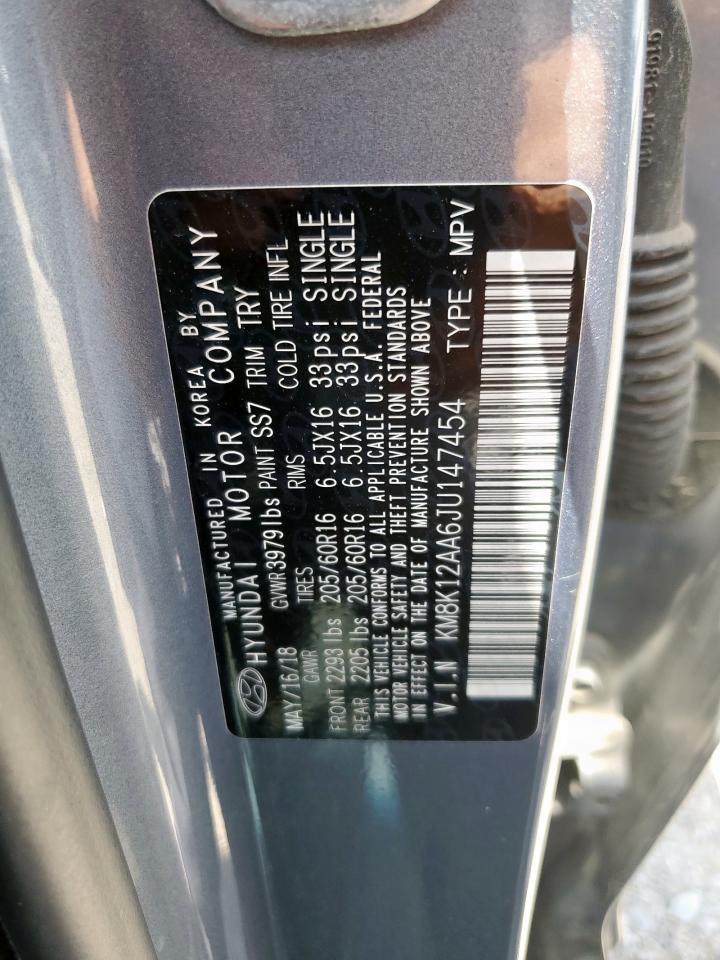 MANUFACTURED IN KOREA BY
HYUNDAI MOTOR COMPANY
MAY/16/18 GVWR3979lbs PAINT SS7 TRIM TRY
GAWR TIRES RIMS COLD TIRE INFL
FRONT 2293 lbs 205/60R16 6.5JX16 33psi SINGLE
REAR 2205 lbs 205/60R16 6.5JX16 33psi SINGLE
THIS VEHICLE CONFORMS TO ALL APPLICABLE U.S.A. FEDERAL
MOTOR VEHICLE SAFETY AND THEFT PREVENTION STANDARDS
IN EFFECT ON THE DATE OF MANUFACTURE SHOWN ABOVE
V.I.N KM8K12AA6JU147454 TYPE : MPV